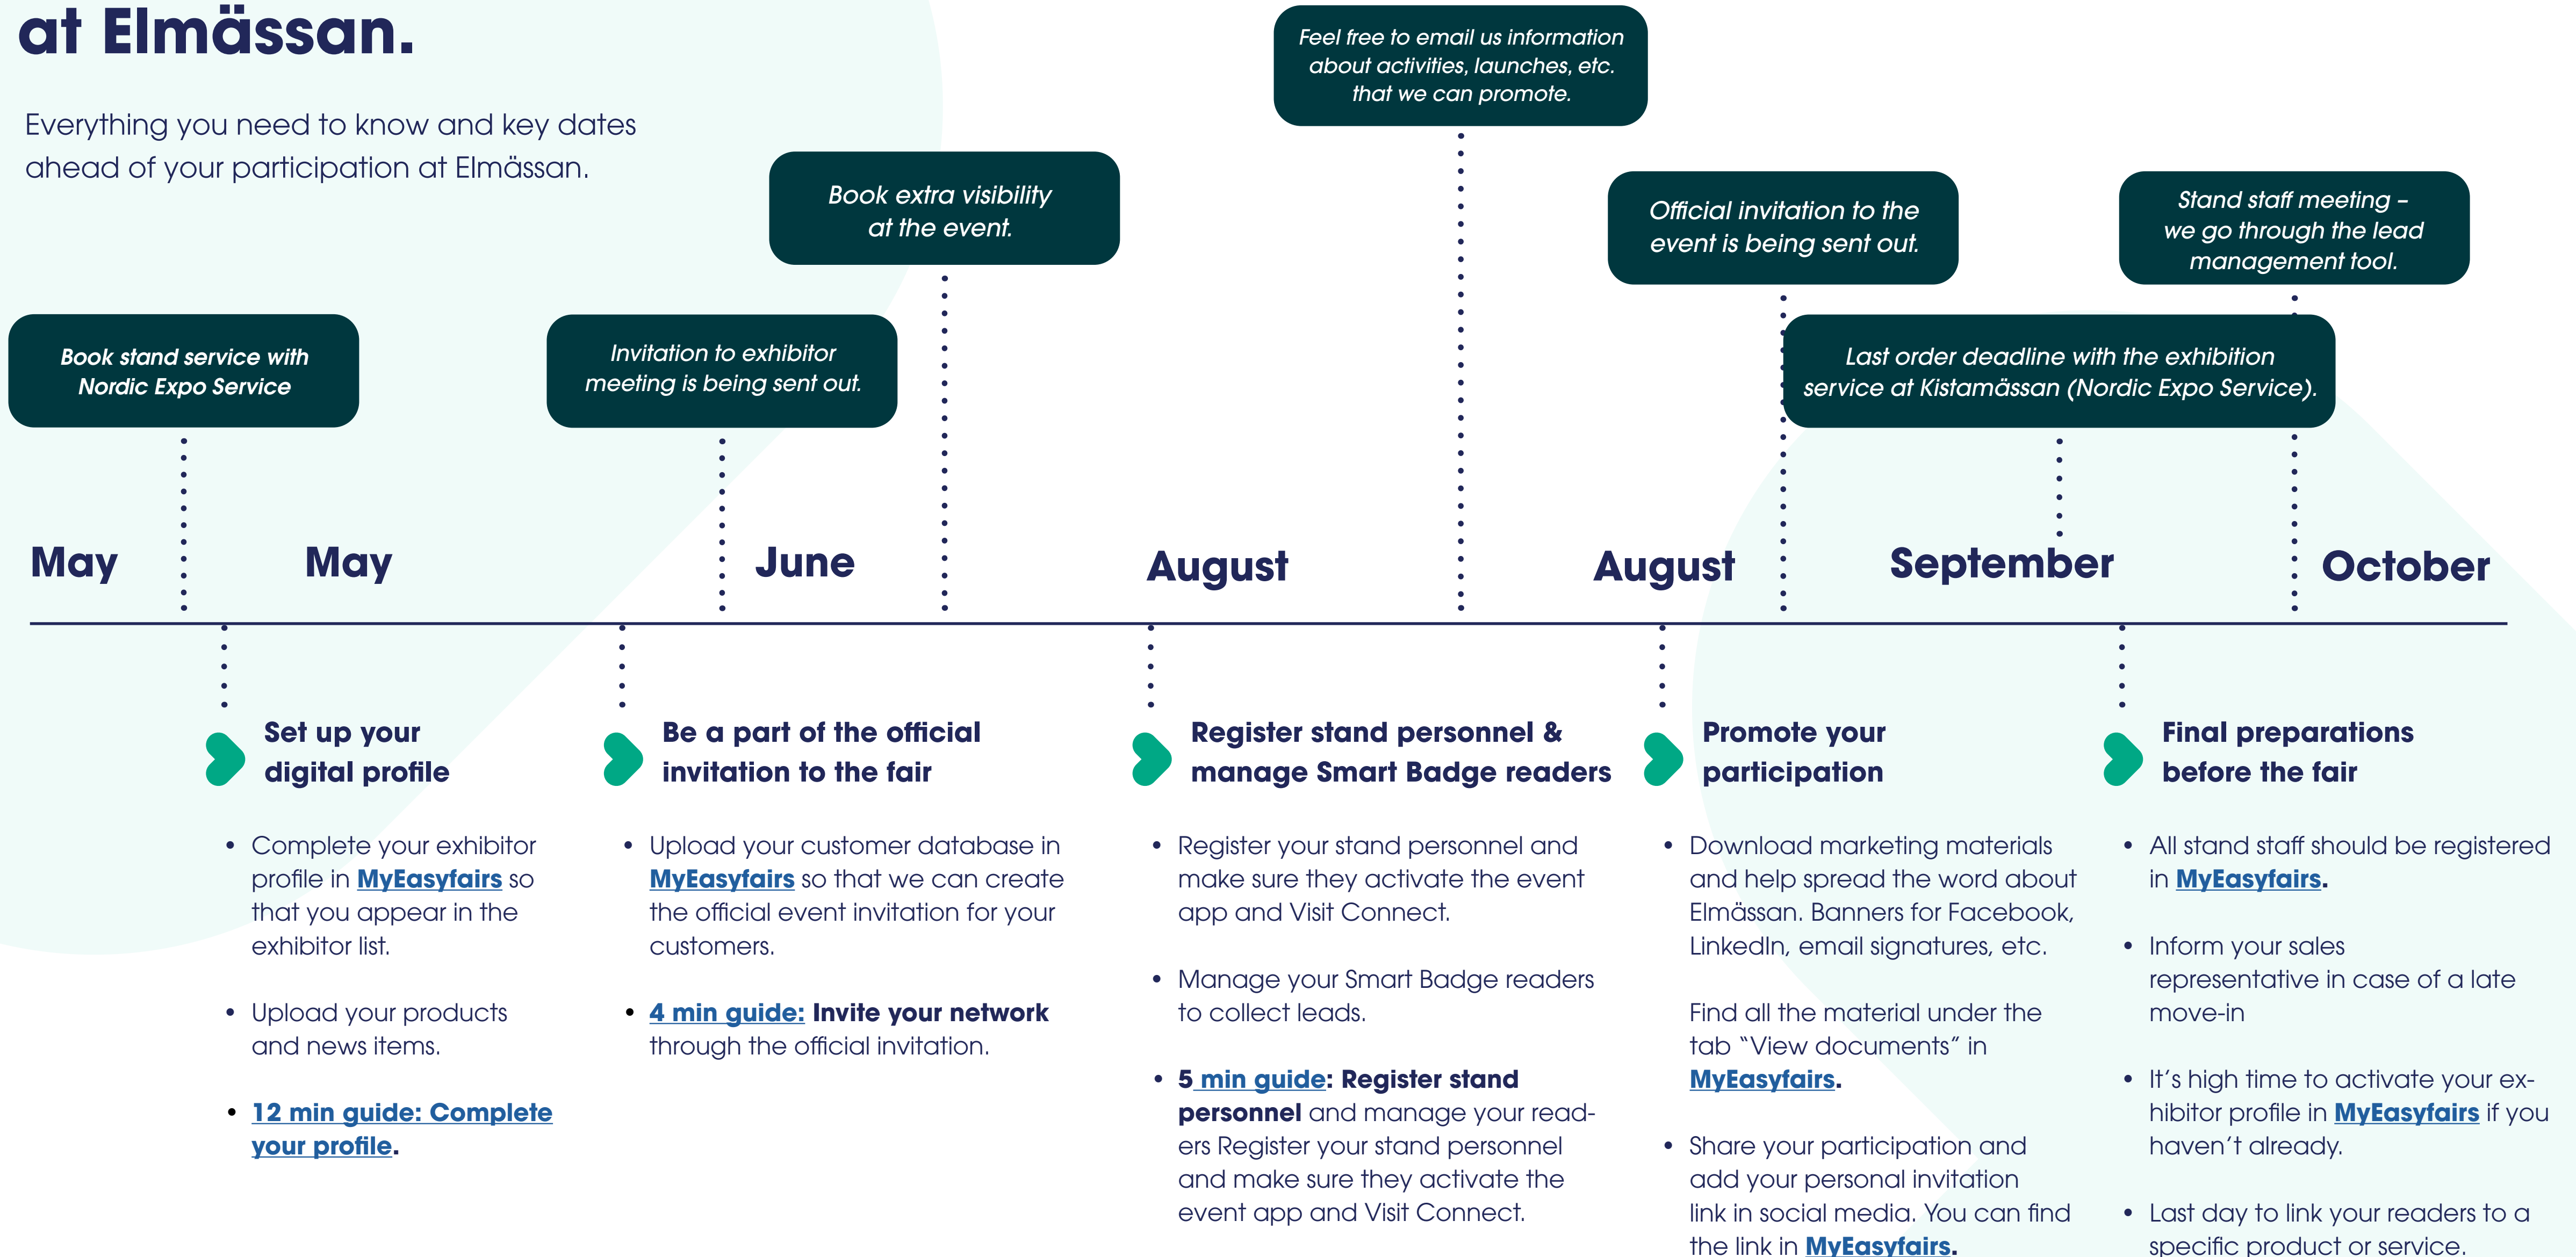 at Elmässan.
Everything you need to know and key dates
ahead of your participation at Elmässan.
Feel free to email us information
about activities, launches, etc.
that we can promote.
Book extra visibility
at the event.
Official invitation to the
event is being sent out.
Stand staff meeting –
we go through the lead
management tool.
Book stand service with
Nordic Expo Service
Invitation to exhibitor
meeting is being sent out.
Last order deadline with the exhibition
service at Kistamässan (Nordic Expo Service).
May
May
June
August
August
September
October
Set up your
digital profile
• Complete your exhibitor
profile in MyEasyfairs so
that you appear in the
exhibitor list.
• Upload your products
and news items.
• 12 min guide: Complete
your profile.
Be a part of the official
invitation to the fair
• Upload your customer database in
MyEasyfairs so that we can create
the official event invitation for your
customers.
• 4 min guide: Invite your network
through the official invitation.
Register stand personnel &
manage Smart Badge readers
• Register your stand personnel and
make sure they activate the event
app and Visit Connect.
• Manage your Smart Badge readers
to collect leads.
• 5 min guide: Register stand
personnel and manage your read-
ers Register your stand personnel
and make sure they activate the
event app and Visit Connect.
Promote your
participation
• Download marketing materials
and help spread the word about
Elmässan. Banners for Facebook,
LinkedIn, email signatures, etc.
Find all the material under the
tab “View documents” in
MyEasyfairs.
• Share your participation and
add your personal invitation
link in social media. You can find
the link in MyEasyfairs.
Final preparations
before the fair
• All stand staff should be registered
in MyEasyfairs.
• Inform your sales
representative in case of a late
move-in
• It’s high time to activate your ex-
hibitor profile in MyEasyfairs if you
haven’t already.
• Last day to link your readers to a
specific product or service.